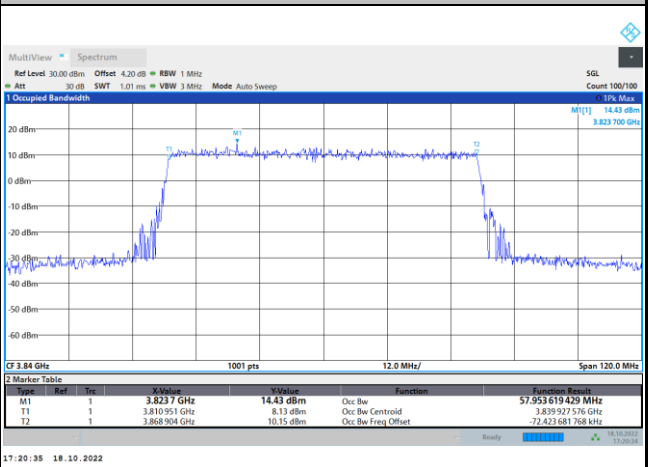 MultiView Spectrum
Ref Level 30.00 dBm Offset 4.20 dB RBW 1 MHz SGL
Att 30 dB SWT 1.01 ms VBW 3 MHz Mode Auto Sweep Count 100/100
1 Occupied Bandwidth 1Pk Max
M1[1] 14.43 dBm
3.823 700 GHz
20 dBm
M1
T1
T2
10 dBm
0 dBm
-10 dBm
-20 dBm
-30 dBm
-40 dBm
-50 dBm
-60 dBm
CF 3.84 GHz 1001 pts 12.0 MHz/ Span 120.0 MHz
2 Marker Table
Type Ref Trc X-Value Y-Value Function Function Result
M1 1 3.823 7 GHz 14.43 dBm Occ Bw 57.953 619 429 MHz
T1 1 3.810 951 GHz 8.13 dBm Occ Bw Centroid 3.839 927 576 GHz
T2 1 3.868 904 GHz 10.15 dBm Occ Bw Freq Offset -72.423 681 768 kHz
Ready 18.10.2022
17:20:34
17:20:35 18.10.2022